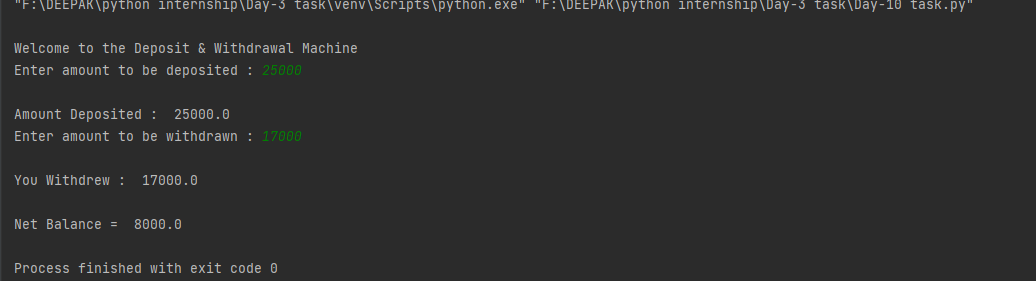 "F:\DEEPAK\python internship\Day-3 task\venv\Scripts\python.exe" "F:\DEEPAK\python internship\Day-3 task\Day-10 task.py"
Welcome to the Deposit & Withdrawal Machine
Enter amount to be deposited : 25000
Amount Deposited :  25000.0
Enter amount to be withdrawn : 17000
You Withdrew :  17000.0
Net Balance =  8000.0
Process finished with exit code 0